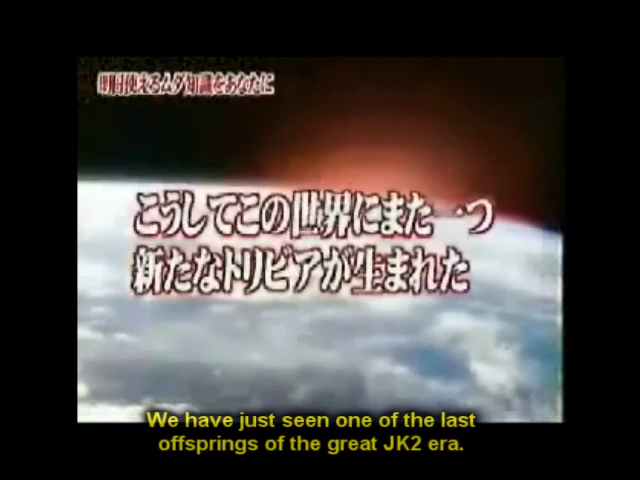 明日使えるムダ知識をあなたに
こうしてこの世界にまた一つ
新たなトリビアが生まれた
We have just seen one of the last
offsprings of the great JK2 era.